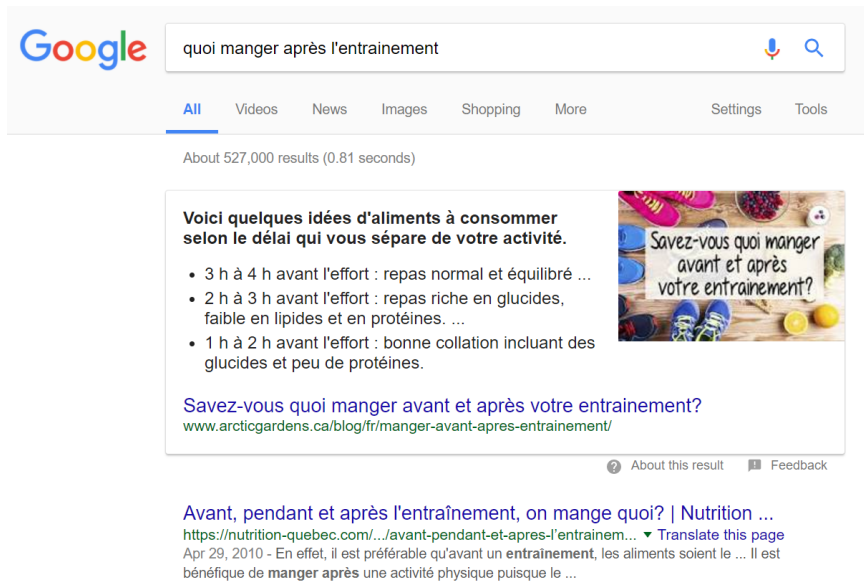 Google
quoi manger après l'entrainement
All Videos News Images Shopping More Settings Tools
About 527,000 results (0.81 seconds)
Voici quelques idées d'aliments à consommer
selon le délai qui vous sépare de votre activité.
• 3 h à 4 h avant l'effort : repas normal et équilibré ...
• 2 h à 3 h avant l'effort : repas riche en glucides,
faible en lipides et en protéines. ...
• 1 h à 2 h avant l'effort : bonne collation incluant des
glucides et peu de protéines.
Savez-vous quoi manger
avant et après
votre entrainement?
Savez-vous quoi manger avant et après votre entrainement?
www.arcticgardens.ca/blog/fr/manger-avant-apres-entrainement/
About this result Feedback
Avant, pendant et après l'entraînement, on mange quoi? | Nutrition ...
https://nutrition-quebec.com/.../avant-pendant-et-apres-l’entrainem... ▼ Translate this page
Apr 29, 2010 - En effet, il est préférable qu'avant un entraînement, les aliments soient le ... Il est
bénéfique de manger après une activité physique puisque le ...